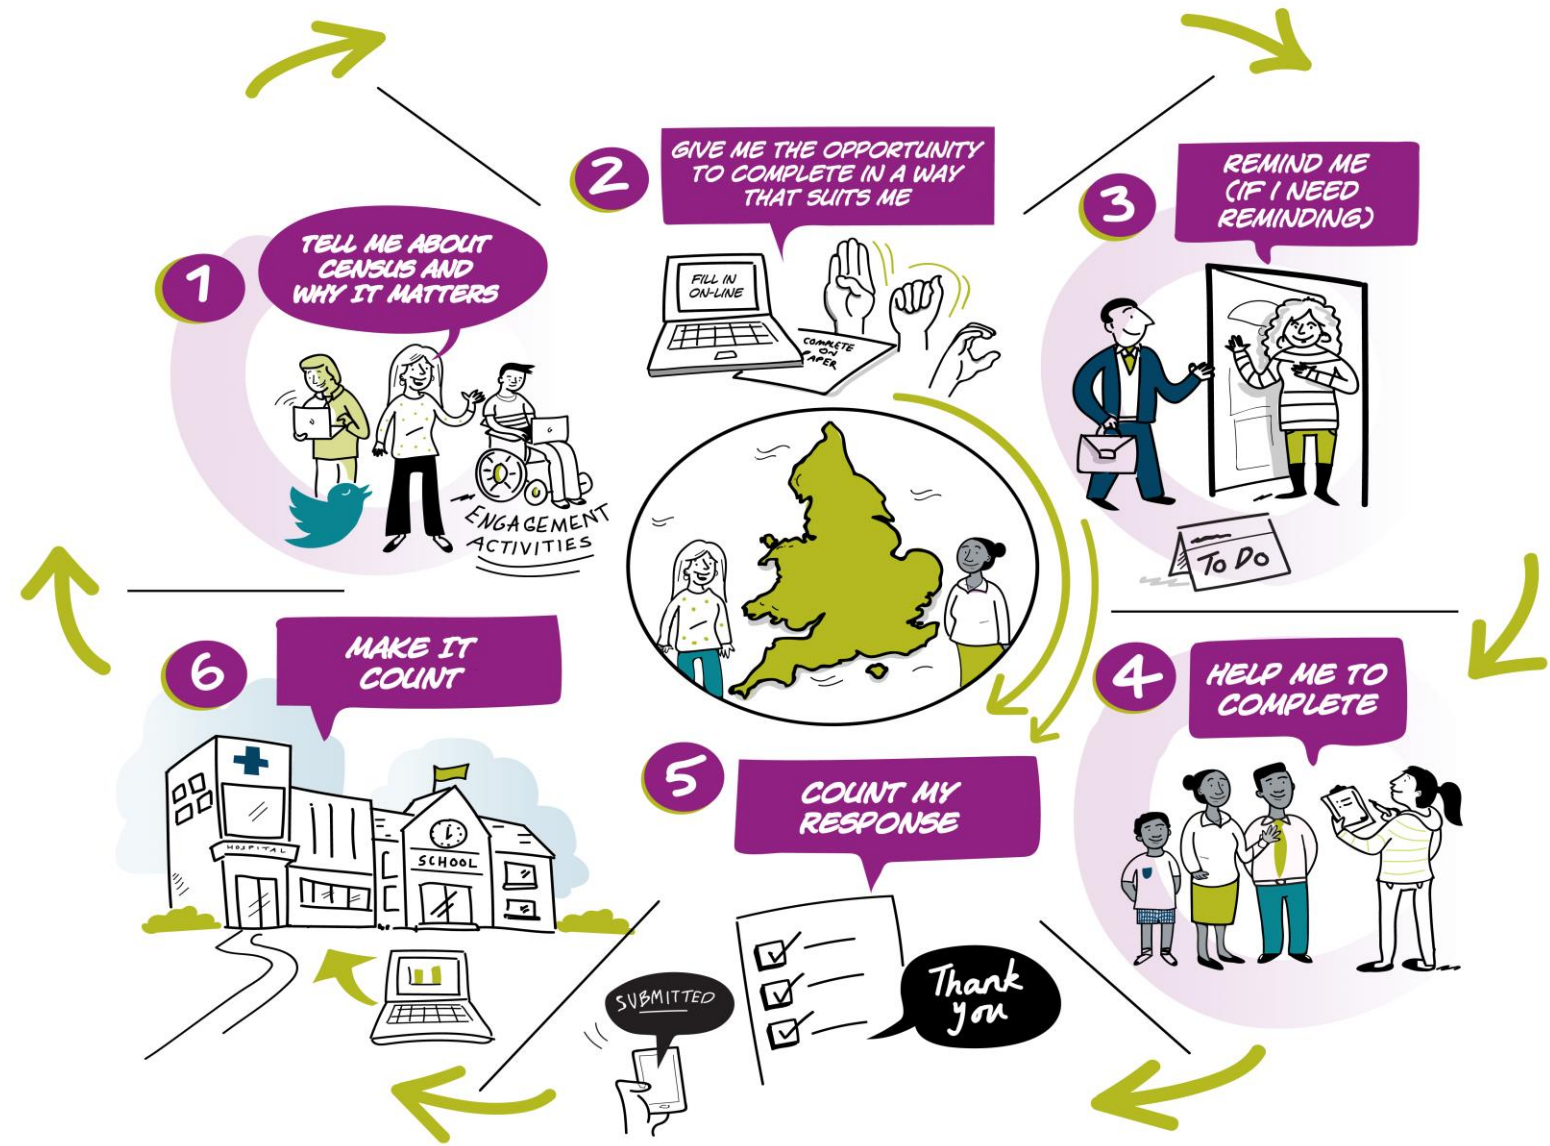 1
TELL ME ABOUT
CENSUS AND
WHY IT MATTERS
ENGAGEMENT
ACTIVITIES
2
GIVE ME THE OPPORTUNITY
TO COMPLETE IN A WAY
THAT SUITS ME
FILL IN
ON-LINE
COMPLETE
ON
PAPER
3
REMIND ME
(IF I NEED
REMINDING)
TO DO
4
HELP ME TO
COMPLETE
5
COUNT MY
RESPONSE
SUBMITTED
Thank
you
6
MAKE IT
COUNT
HOSPITAL
SCHOOL